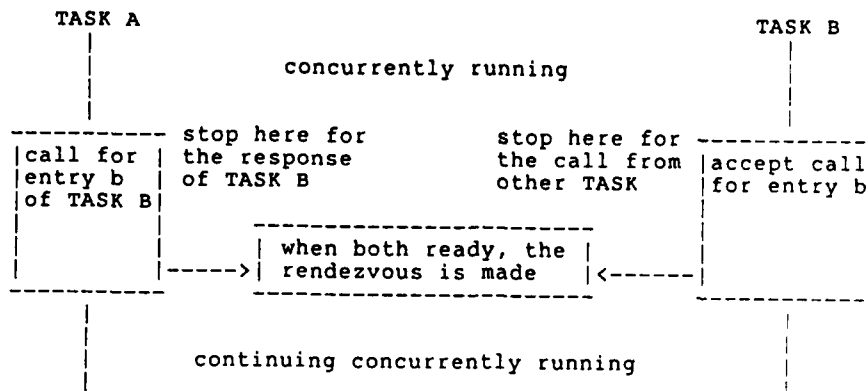 TASK A
TASK B
concurrently running
stop here for
the response
of TASK B
stop here for
the call from
other TASK
call for
entry b
of TASK B
accept call
for entry b
when both ready, the
rendezvous is made
continuing concurrently running